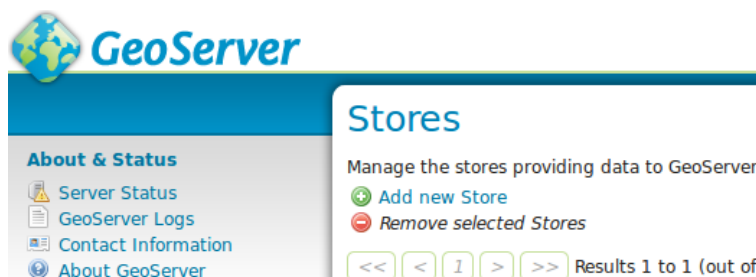 GeoServer
About & Status
Server Status
GeoServer Logs
Contact Information
About GeoServer
Stores
Manage the stores providing data to GeoServer
Add new Store
Remove selected Stores
<< < 1 > >> Results 1 to 1 (out of